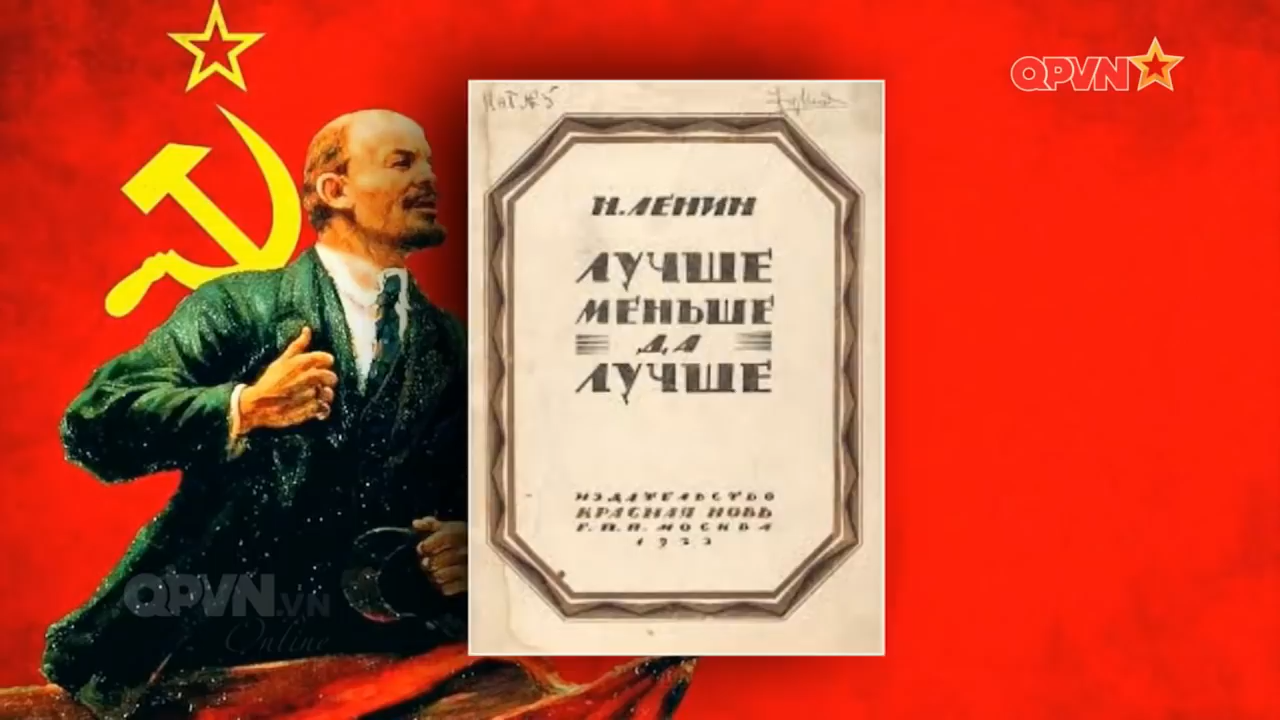 QPVN
Н. ЛЕНИН
ЛУЧШЕ
МЕНЬШЕ
ДА
ЛУЧШЕ
ИЗДАТЕЛЬСТВО
КРАСНАЯ НОВЬ
Г. П. П. МОСКВА
QPVN.VN
Online